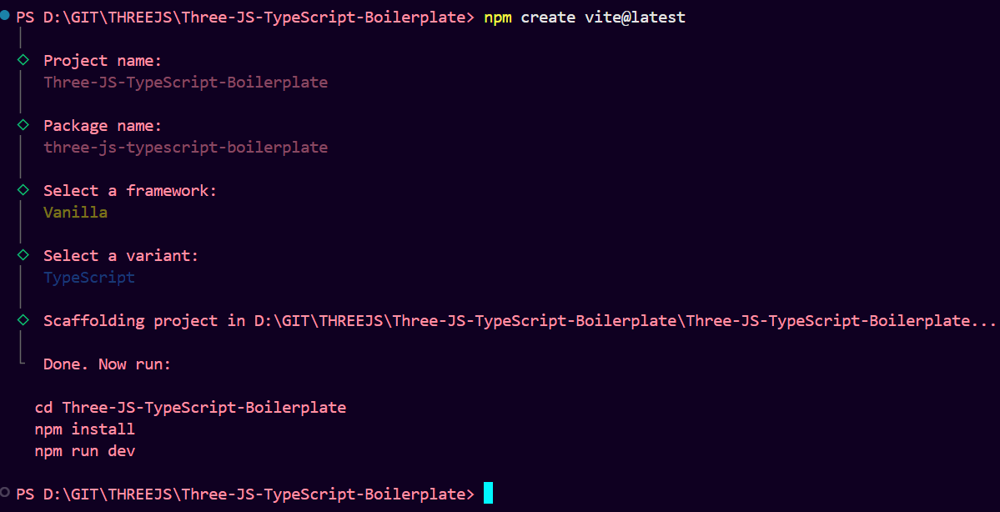 PS D:\GIT\THREEJS\Three-JS-TypeScript-Boilerplate> npm create vite@latest
Project name:
Three-JS-TypeScript-Boilerplate
Package name:
three-js-typescript-boilerplate
Select a framework:
Vanilla
Select a variant:
TypeScript
Scaffolding project in D:\GIT\THREEJS\Three-JS-TypeScript-Boilerplate\Three-JS-TypeScript-Boilerplate...
Done. Now run:
cd Three-JS-TypeScript-Boilerplate
npm install
npm run dev
PS D:\GIT\THREEJS\Three-JS-TypeScript-Boilerplate>